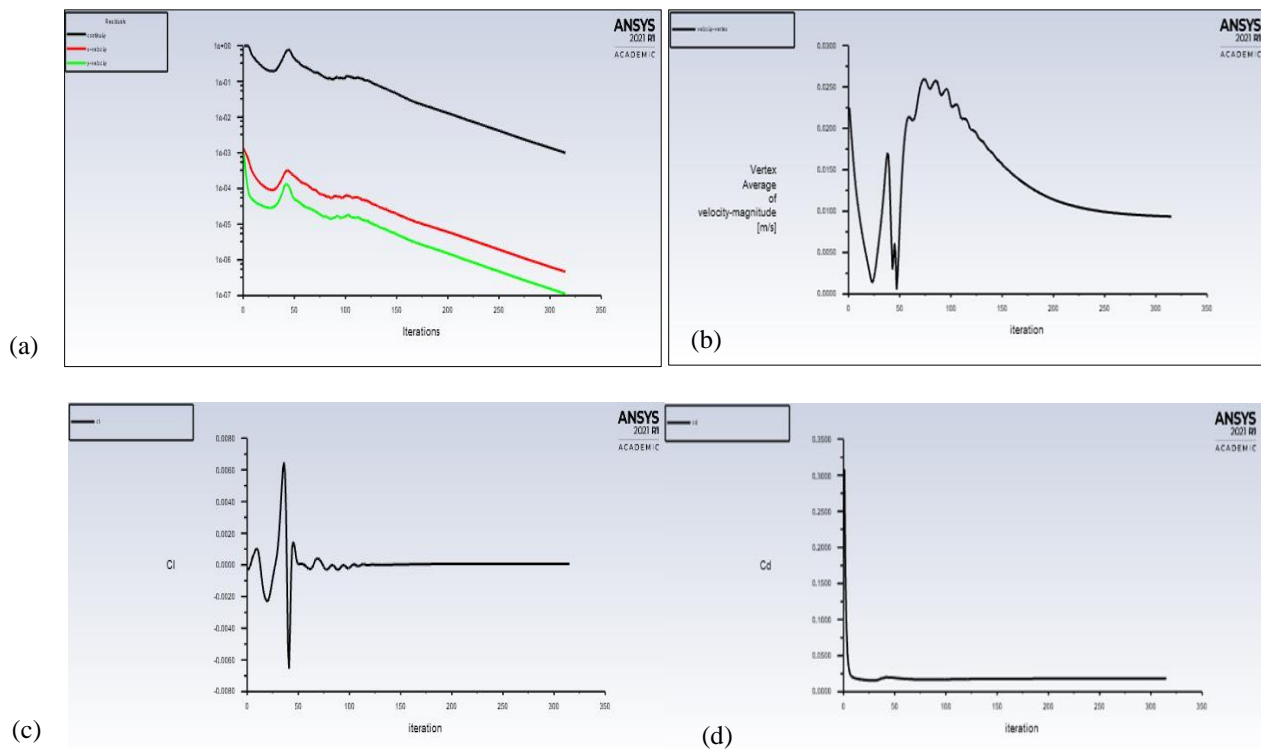 Residuals
continuity
x-velocity
y-velocity
ANSYS
2021 R1
ACADEMIC
1e+00
1e-01
1e-02
1e-03
1e-04
1e-05
1e-06
1e-07
0 50 100 150 200 250 300 350
Iterations
(a)
velocity-vertex
ANSYS
2021 R1
ACADEMIC
0.0300
0.0250
0.0200
0.0150
0.0100
0.0050
0.0000
Vertex
Average
of
velocity-magnitude
[m/s]
0 50 100 150 200 250 300 350
iteration
(b)
cl
ANSYS
2021 R1
ACADEMIC
0.0080
0.0060
0.0040
0.0020
0.0000
-0.0020
-0.0040
-0.0060
-0.0080
Cl
0 50 100 150 200 250 300 350
iteration
(c)
cd
ANSYS
2021 R1
ACADEMIC
0.3500
0.3000
0.2500
0.2000
0.1500
0.1000
0.0500
0.0000
Cd
0 50 100 150 200 250 300 350
iteration
(d)